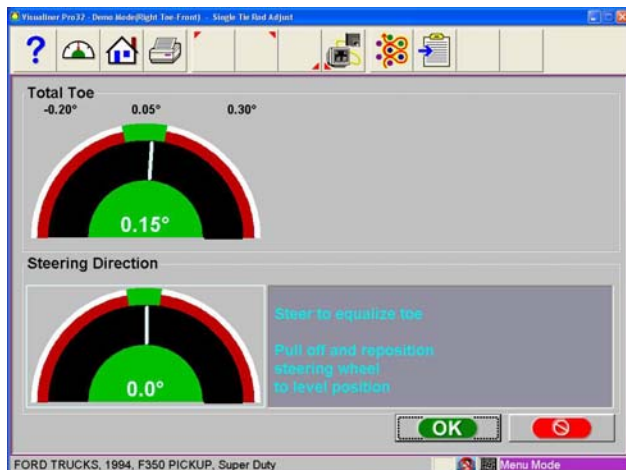 Visualiner Pro32 - Demo Mode(Right Toe-Front) - Single Tie Rod Adjust
?
Total Toe
-0.20° 0.05° 0.30°
0.15°
Steering Direction
0.0°
Steer to equalize toe
Pull off and reposition
steering wheel
to level position
OK
FORD TRUCKS, 1994, F350 PICKUP, Super Duty
Menu Mode